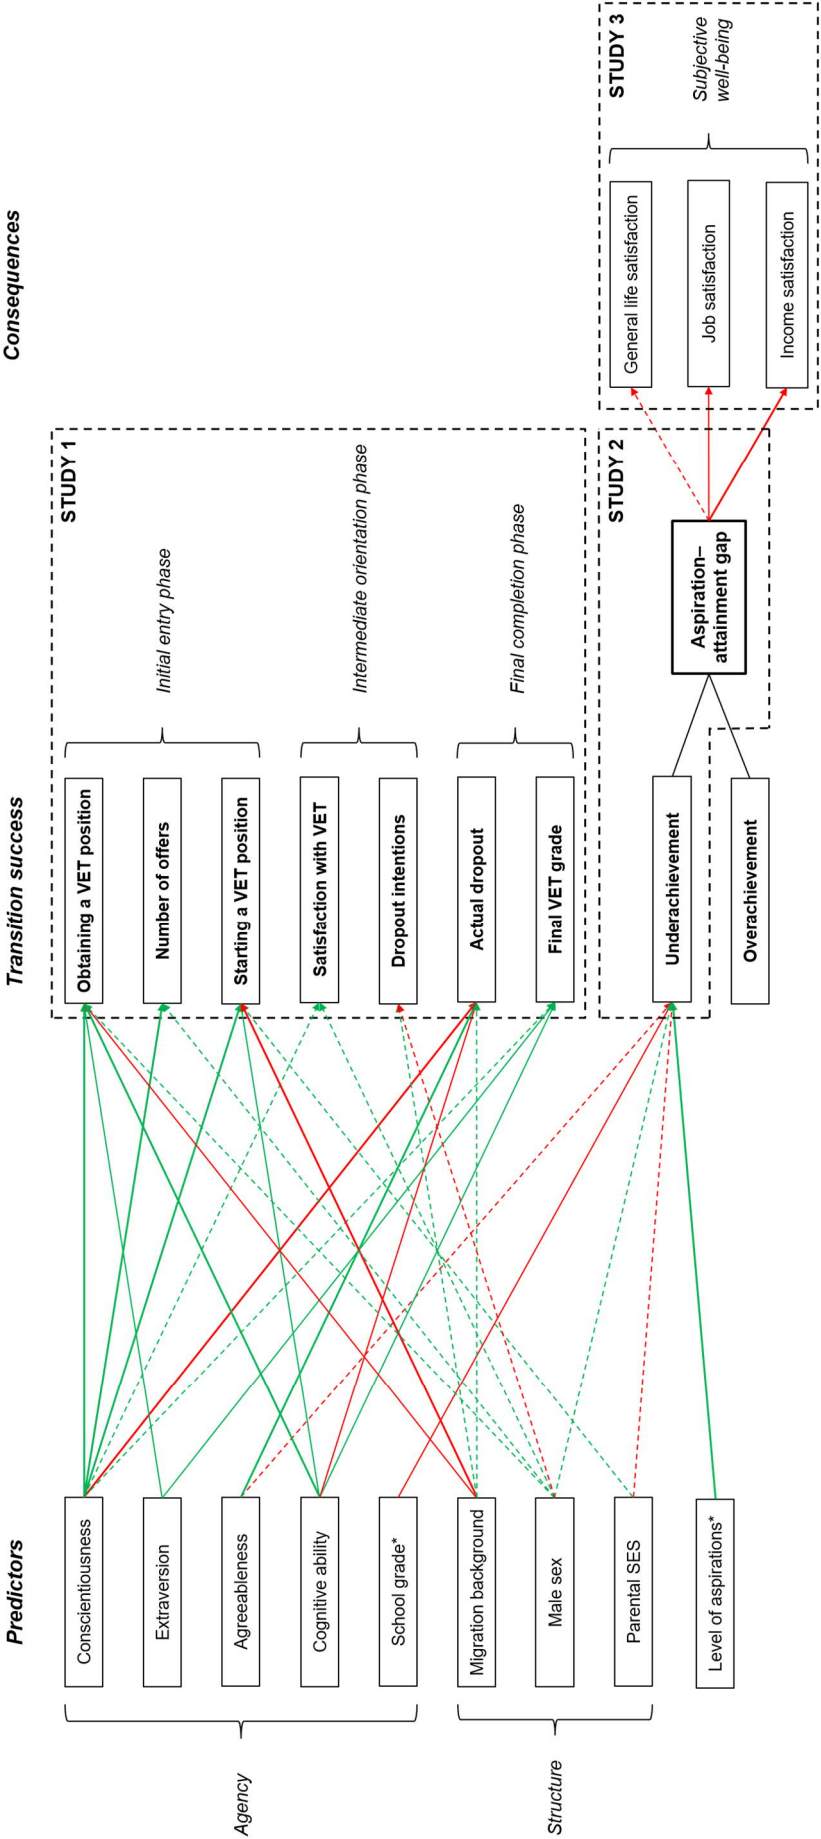 Predictors
Transition success
Consequences
Agency
Conscientiousness
Extraversion
Agreeableness
Cognitive ability
School grade*
Structure
Migration background
Male sex
Parental SES
Level of aspirations*
STUDY 1
Obtaining a VET position
Number of offers
Starting a VET position
Initial entry phase
Satisfaction with VET
Dropout intentions
Intermediate orientation phase
Actual dropout
Final VET grade
Final completion phase
STUDY 2
Underachievement
Overachievement
Aspiration–
attainment gap
STUDY 3
General life satisfaction
Job satisfaction
Income satisfaction
Subjective
well-being